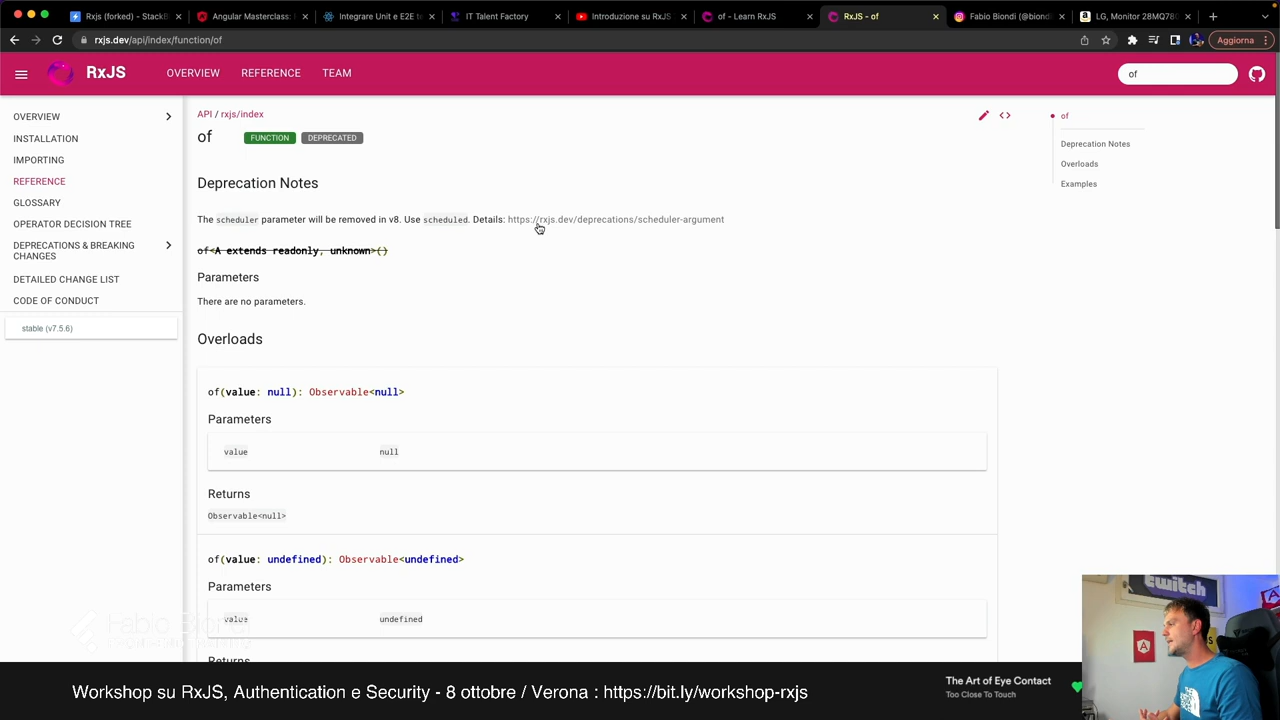 Rxjs (forked) - StackB
Angular Masterclass: F
Integrare Unit e E2E te
IT Talent Factory
Introduzione su RxJS
of - Learn RxJS
RxJS - of
Fabio Biondi (@bionda
LG, Monitor 28MQ780
rxjs.dev/api/index/function/of
Aggiorna
RxJS
OVERVIEW
REFERENCE
TEAM
of
OVERVIEW
INSTALLATION
IMPORTING
REFERENCE
GLOSSARY
OPERATOR DECISION TREE
DEPRECATIONS & BREAKING
CHANGES
DETAILED CHANGE LIST
CODE OF CONDUCT
stable (v7.5.6)
API / rxjs/index
of FUNCTION DEPRECATED
Deprecation Notes
The scheduler parameter will be removed in v8. Use scheduled. Details: https://rxjs.dev/deprecations/scheduler-argument
of<A extends readonly, unknown>()
Parameters
There are no parameters.
Overloads
of(value: null): Observable<null>
Parameters
value null
Returns
Observable<null>
of(value: undefined): Observable<undefined>
Parameters
value undefined
Returns
of
Deprecation Notes
Overloads
Examples
twitch
Workshop su RxJS, Authentication e Security - 8 ottobre / Verona : https://bit.ly/workshop-rxjs
The Art of Eye Contact
Too Close To Touch